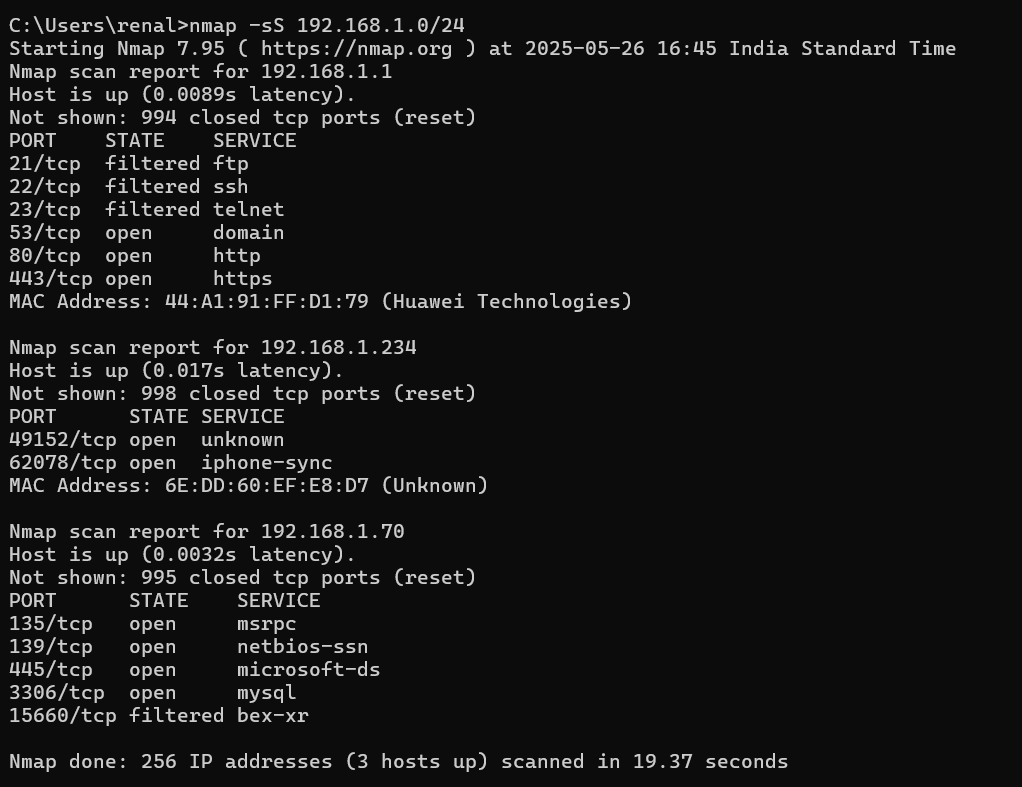 C:\Users\renal>nmap -sS 192.168.1.0/24
Starting Nmap 7.95 ( https://nmap.org ) at 2025-05-26 16:45 India Standard Time
Nmap scan report for 192.168.1.1
Host is up (0.0089s latency).
Not shown: 994 closed tcp ports (reset)
PORT    STATE    SERVICE
21/tcp  filtered ftp
22/tcp  filtered ssh
23/tcp  filtered telnet
53/tcp  open     domain
80/tcp  open     http
443/tcp open     https
MAC Address: 44:A1:91:FF:D1:79 (Huawei Technologies)

Nmap scan report for 192.168.1.234
Host is up (0.017s latency).
Not shown: 998 closed tcp ports (reset)
PORT      STATE SERVICE
49152/tcp open  unknown
62078/tcp open  iphone-sync
MAC Address: 6E:DD:60:EF:E8:D7 (Unknown)

Nmap scan report for 192.168.1.70
Host is up (0.0032s latency).
Not shown: 995 closed tcp ports (reset)
PORT      STATE    SERVICE
135/tcp   open     msrpc
139/tcp   open     netbios-ssn
445/tcp   open     microsoft-ds
3306/tcp  open     mysql
15660/tcp filtered bex-xr

Nmap done: 256 IP addresses (3 hosts up) scanned in 19.37 seconds